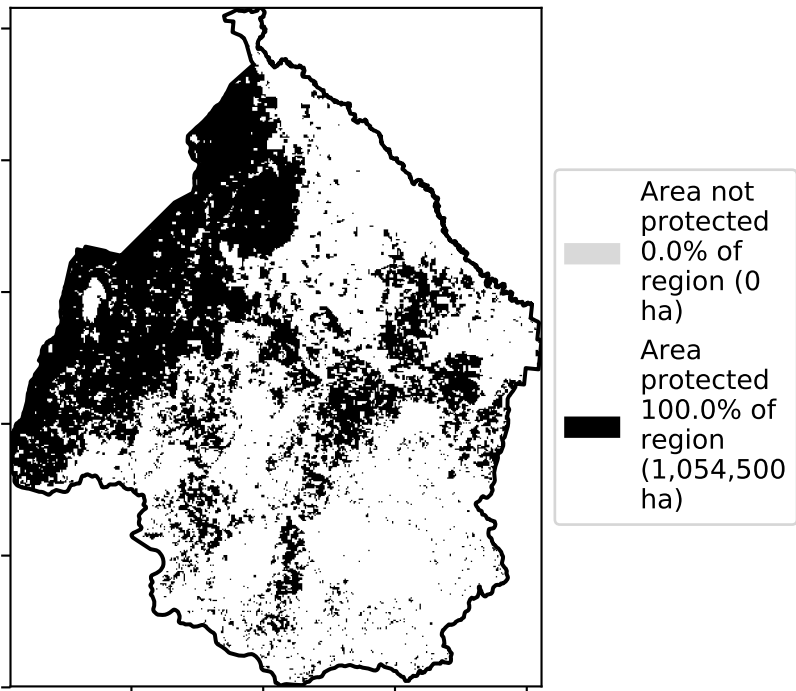 Area not
protected
0.0% of
region (0
ha)
Area
protected
100.0% of
region
(1,054,500
ha)